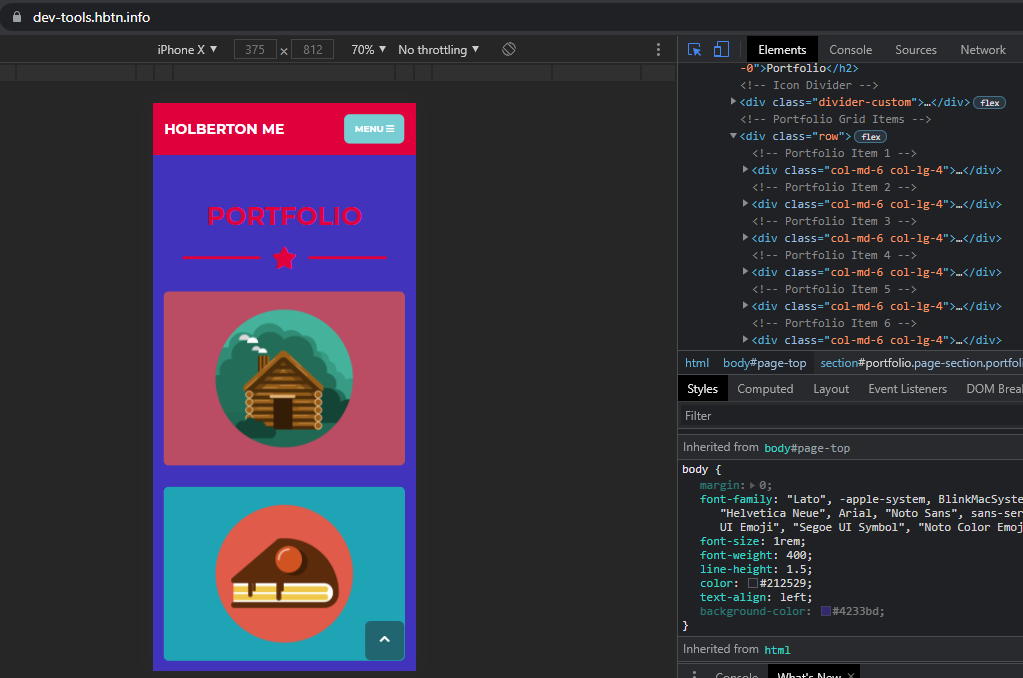 dev-tools.hbtn.info
iPhone X ▼ 375 × 812 70% ▼ No throttling ▼
Elements Console Sources Network
HOLBERTON ME
MENU
PORTFOLIO
-0">Portfolio</h2>
<!-- Icon Divider -->
<div class="divider-custom">…</div> flex
<!-- Portfolio Grid Items -->
<div class="row"> flex
<!-- Portfolio Item 1 -->
<div class="col-md-6 col-lg-4">…</div>
<!-- Portfolio Item 2 -->
<div class="col-md-6 col-lg-4">…</div>
<!-- Portfolio Item 3 -->
<div class="col-md-6 col-lg-4">…</div>
<!-- Portfolio Item 4 -->
<div class="col-md-6 col-lg-4">…</div>
<!-- Portfolio Item 5 -->
<div class="col-md-6 col-lg-4">…</div>
<!-- Portfolio Item 6 -->
<div class="col-md-6 col-lg-4">…</div>
html body#page-top section#portfolio.page-section.portfoli
Styles Computed Layout Event Listeners DOM Brea
Filter
Inherited from body#page-top
body {
margin: 0;
font-family: "Lato", -apple-system, BlinkMacSyste
"Helvetica Neue", Arial, "Noto Sans", sans-ser
UI Emoji", "Segoe UI Symbol", "Noto Color Emoj
font-size: 1rem;
font-weight: 400;
line-height: 1.5;
color: #212529;
text-align: left;
background-color: #4233bd;
}
Inherited from html
Console What's New ×